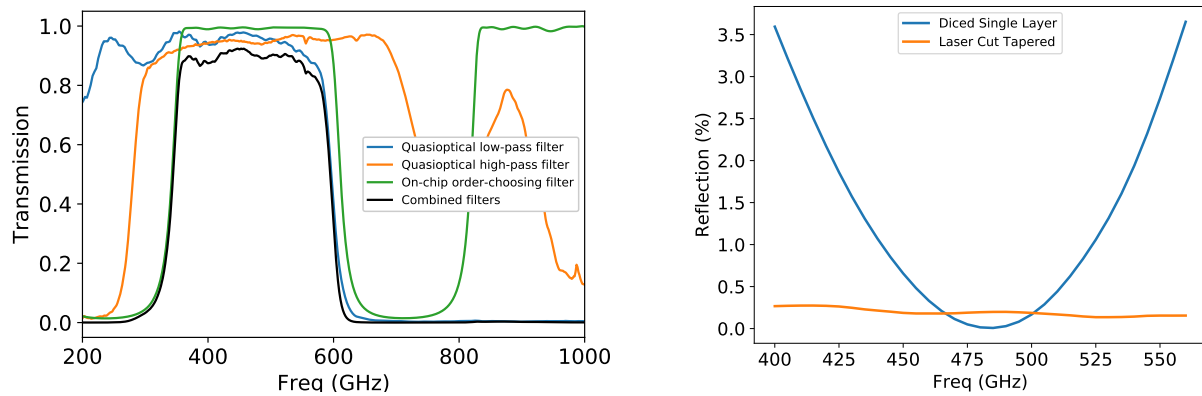 1.0
0.8
0.6
0.4
0.2
0.0
Transmission
Quasioptical low-pass filter
Quasioptical high-pass filter
On-chip order-choosing filter
Combined filters
200 400 600 800 1000
Freq (GHz)
3.5
3.0
2.5
2.0
1.5
1.0
0.5
0.0
Reflection (%)
Diced Single Layer
Laser Cut Tapered
400 425 450 475 500 525 550
Freq (GHz)